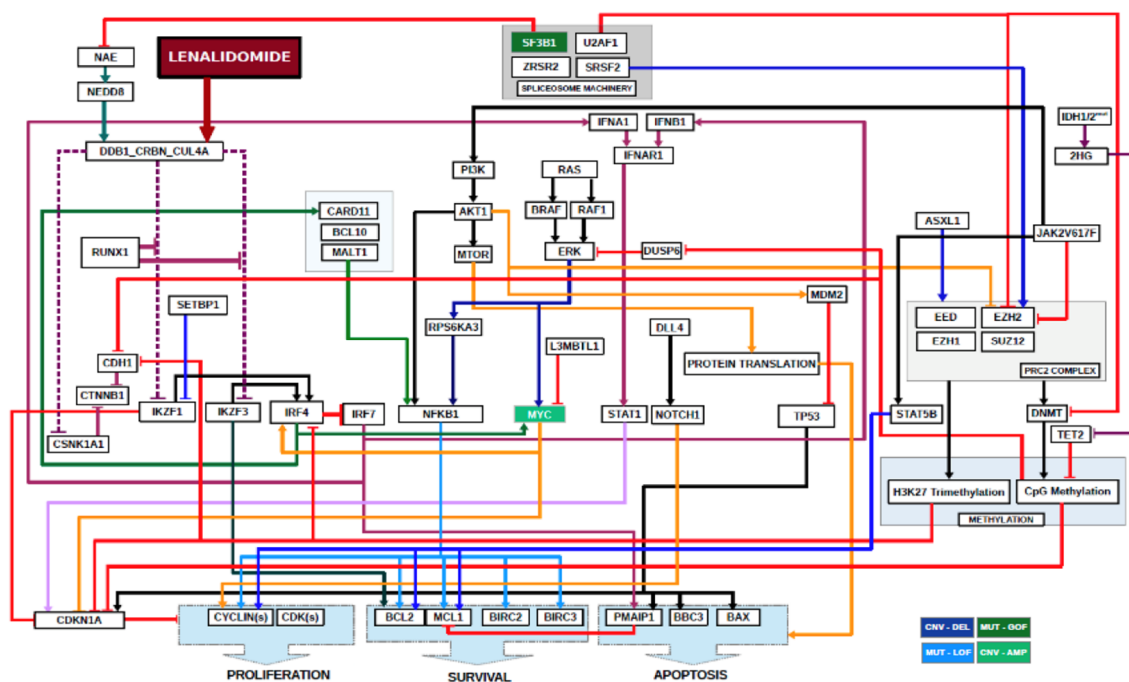 SF3B1
U2AF1
NAE
LENALIDOMIDE
ZRSR2
SRSF2
SPLICEOSOME MACHINERY
NEDD8
IFNA1
IFNB1
IDH1/2mut
DDB1_CRBN_CUL4A
IFNAR1
2HG
PI3K
RAS
CARD11
AKT1
BRAF
RAF1
ASXL1
BCL10
JAK2V617F
RUNX1
MALT1
MTOR
ERK
DUSP6
MDM2
SETBP1
EED
EZH2
RPS6KA3
DLL4
L3MBTL1
EZH1
SUZ12
CDH1
PROTEIN TRANSLATION
PRC2 COMPLEX
CTNNB1
IKZF1
IKZF3
IRF4
IRF7
NFKB1
MYC
STAT1
NOTCH1
TP53
STAT5B
DNMT
CSNK1A1
TET2
H3K27 Trimethylation
CpG Methylation
METHYLATION
CDKN1A
CYCLIN(s)
CDK(s)
BCL2
MCL1
BIRC2
BIRC3
PMAIP1
BBC3
BAX
CNV - DEL
MUT - GOF
MUT - LOF
CNV - AMP
PROLIFERATION
SURVIVAL
APOPTOSIS